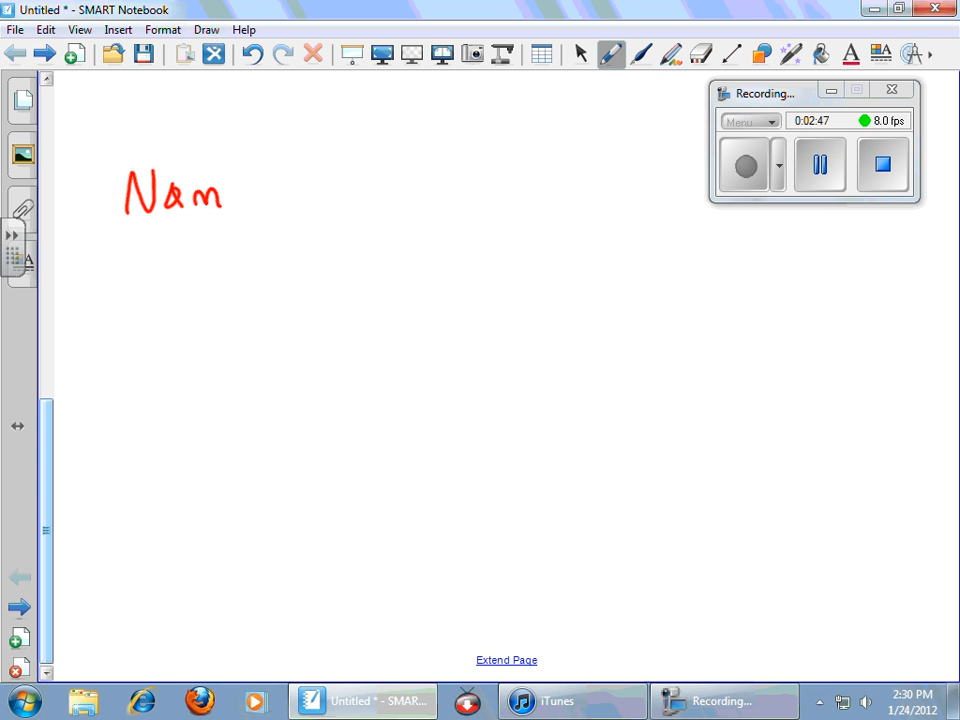 Untitled * - SMART Notebook
File Edit View Insert Format Draw Help
Recording...
Menu 0:02:47 8.0 fps
Nam
Extend Page
Untitled * - SMAR... iTunes Recording... 2:30 PM
1/24/2012